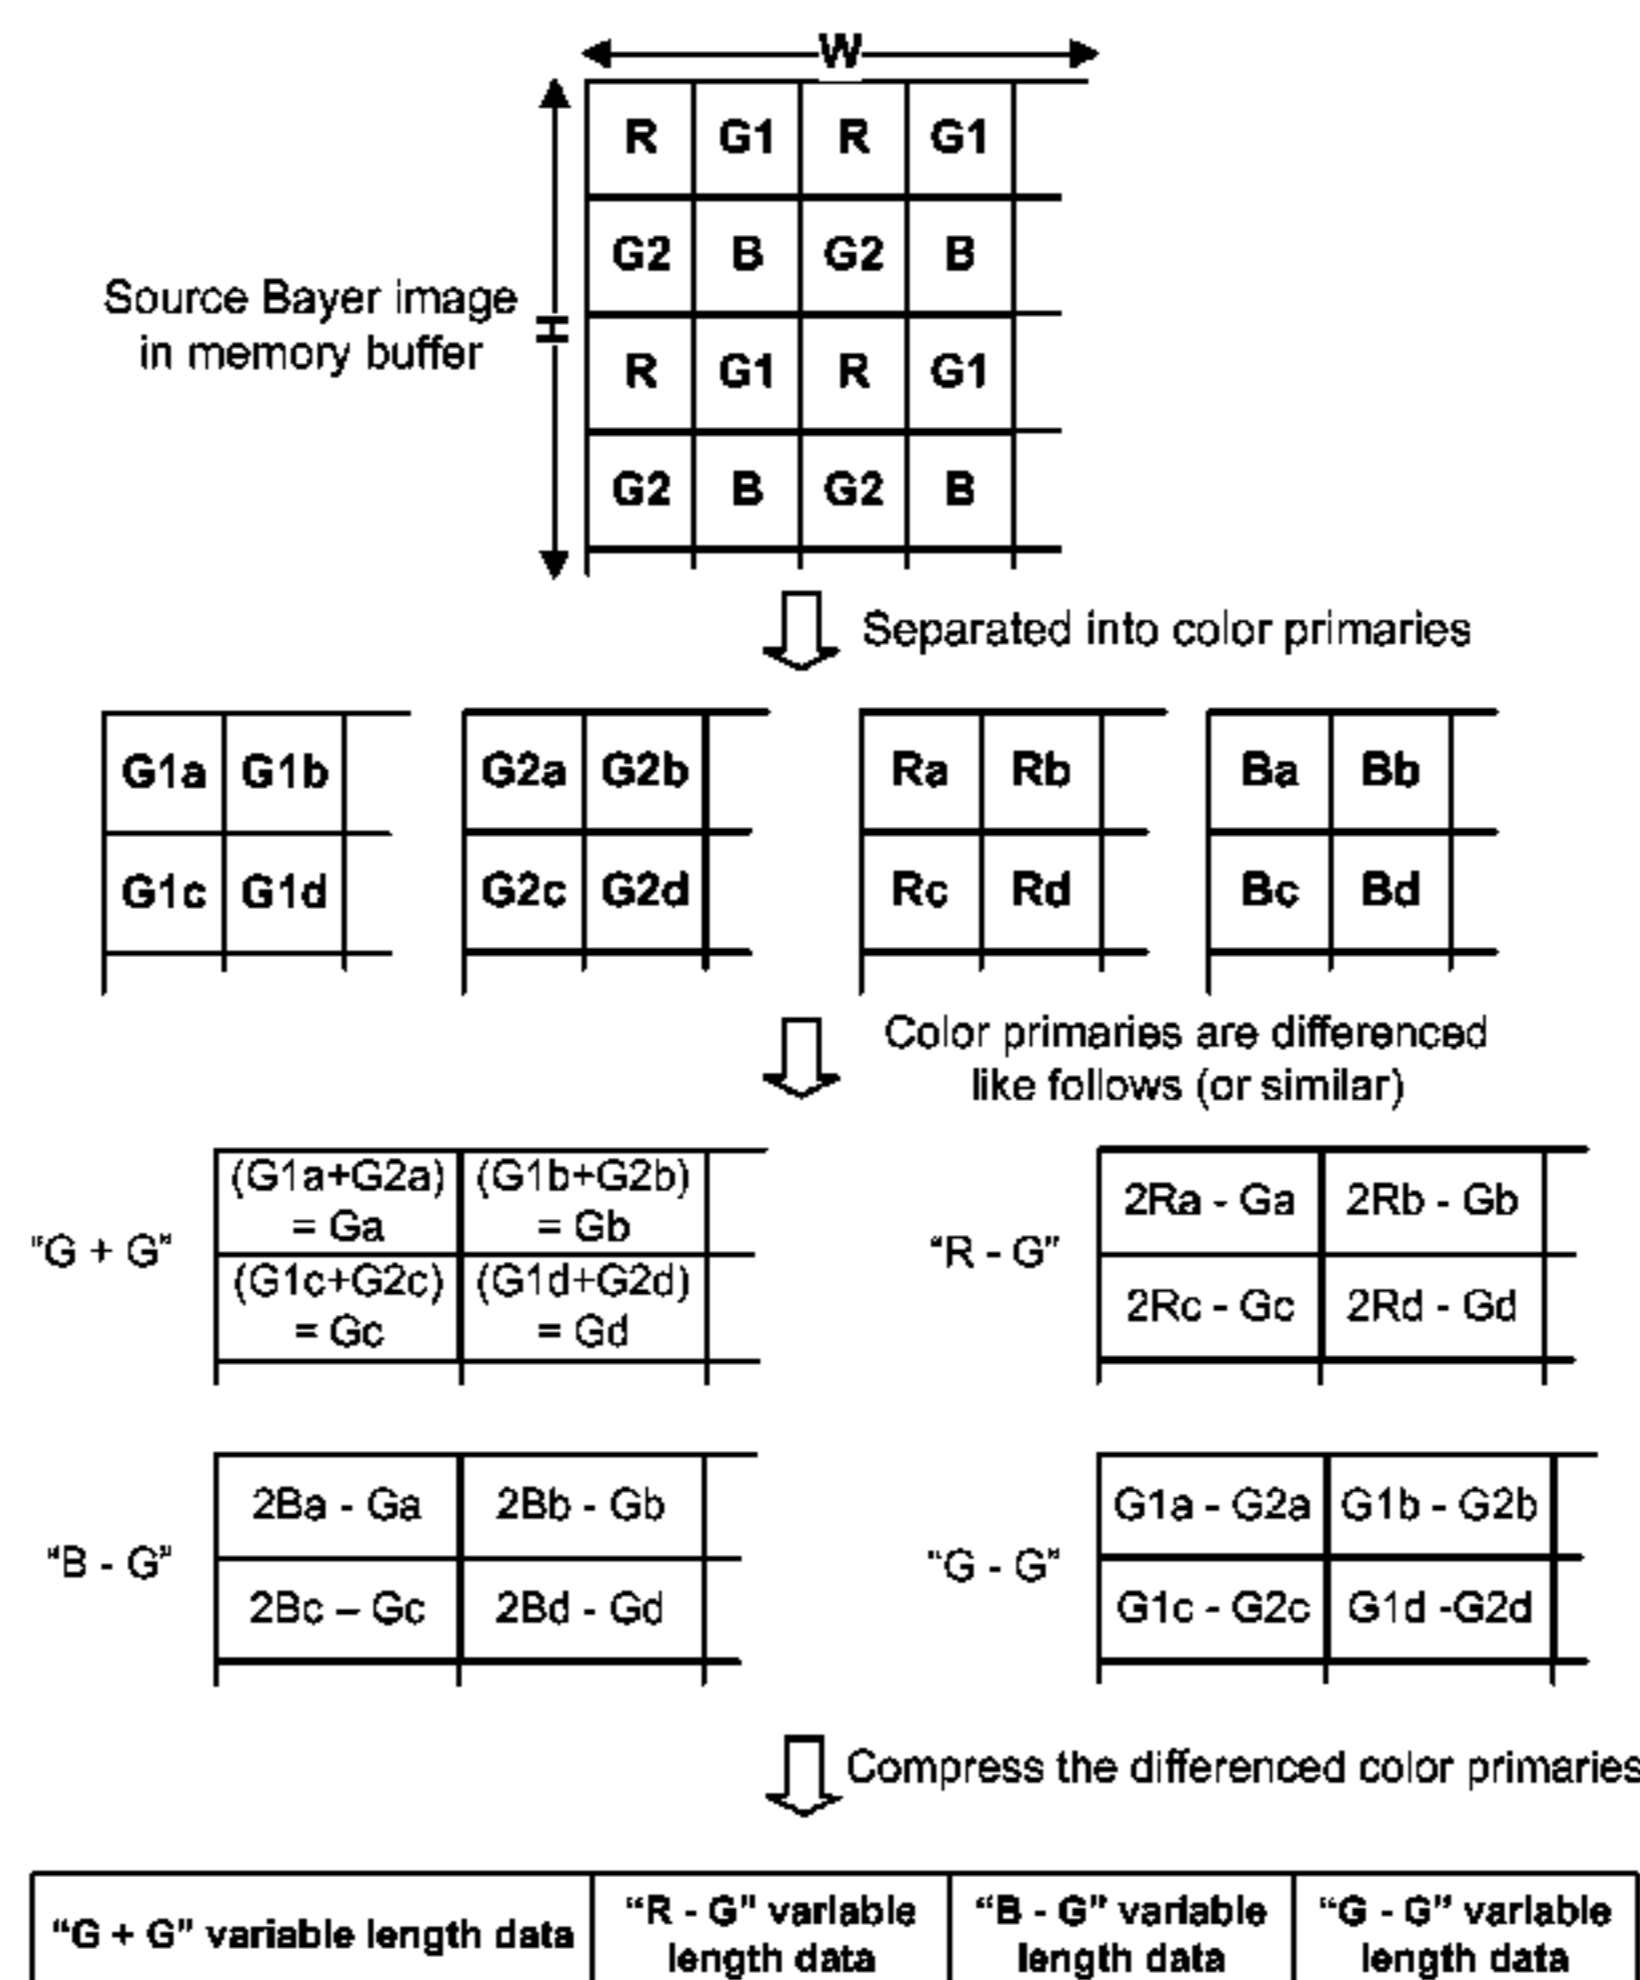 W
R G1 R G1
G2 B G2 B
Source Bayer image
in memory buffer
H
R G1 R G1
G2 B G2 B
Separated into color primaries
G1a G1b G2a G2b Ra Rb Ba Bb
G1c G1d G2c G2d Rc Rd Bc Bd
Color primaries are differenced
like follows (or similar)
"G + G"
(G1a+G2a) (G1b+G2b)
= Ga = Gb
(G1c+G2c) (G1d+G2d)
= Gc = Gd
"R - G"
2Ra - Ga 2Rb - Gb
2Rc - Gc 2Rd - Gd
"B - G"
2Ba - Ga 2Bb - Gb
2Bc – Gc 2Bd - Gd
"G - G"
G1a - G2a G1b - G2b
G1c - G2c G1d -G2d
Compress the differenced color primaries
"G + G" variable length data
"R - G" variable
length data
"B - G" variable
length data
"G - G" variable
length data